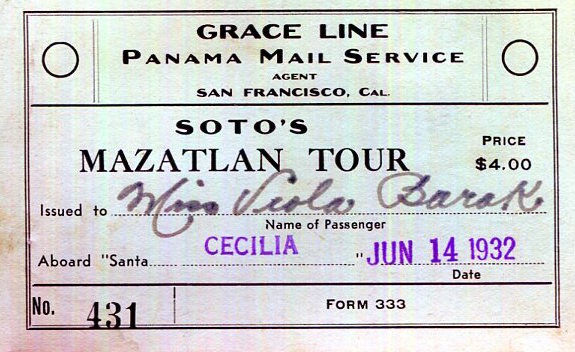 GRACE LINE
PANAMA MAIL SERVICE
AGENT
SAN FRANCISCO, CAL.
SOTO'S
MAZATLAN TOUR
PRICE
$4.00
Issued to Miss Viola Barak
Name of Passenger
Aboard "Santa CECILIA " JUN 14 1932
Date
No. 431
FORM 333